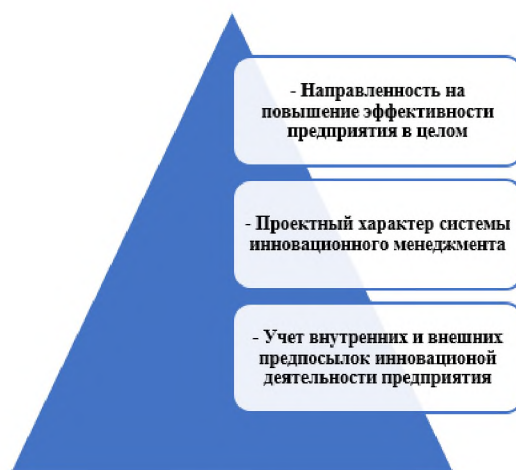 - Направленность на
повышение эффективности
предприятия в целом
- Проектный характер системы
инновационного менеджмента
- Учет внутренних и внешних
предпосылок инновационой
деятельности предприятия